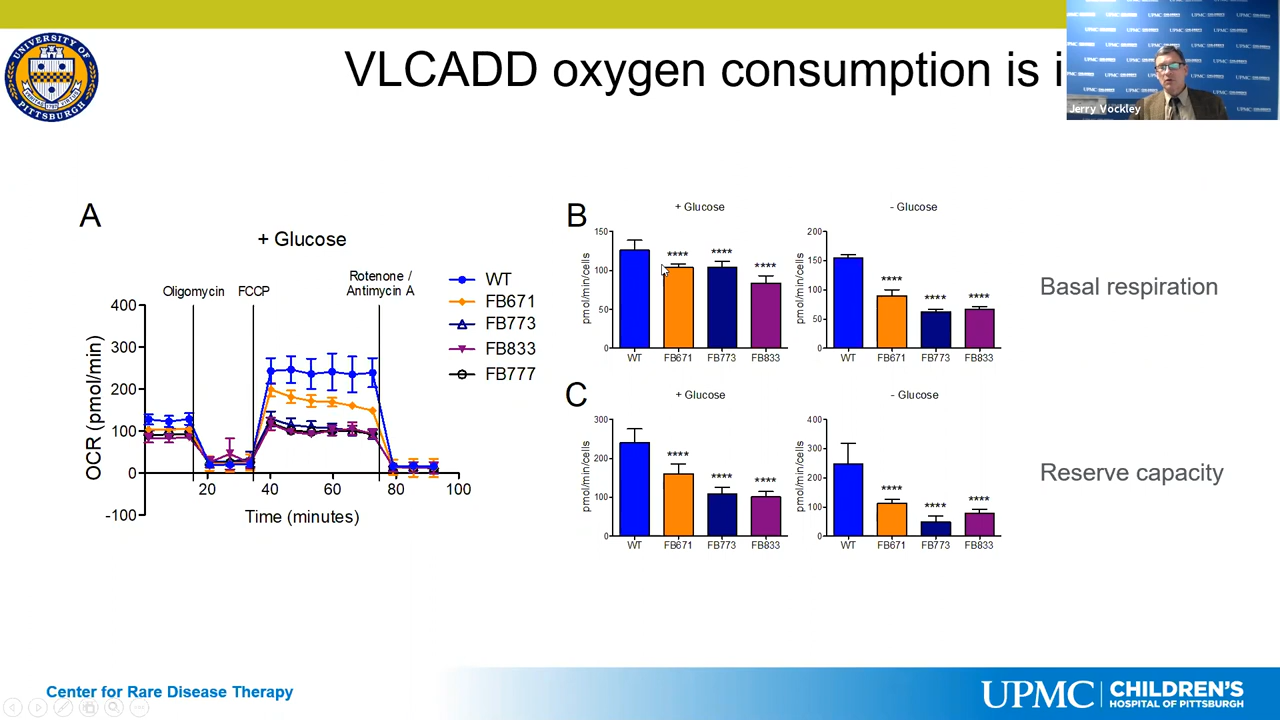 UNIVERSITY OF
PITTSBURGH
VLCADD oxygen consumption is i
Jerry Vockley
A
+ Glucose
Oligomycin
FCCP
Rotenone /
Antimycin A
WT
FB671
FB773
FB833
FB777
400
300
200
100
0
-100
OCR (pmol/min)
20
40
60
80
100
Time (minutes)
B
+ Glucose
150
100
50
0
pmol/min/cells
****
****
****
WT
FB671
FB773
FB833
- Glucose
200
150
100
50
0
pmol/min/cells
****
****
****
WT
FB671
FB773
FB833
Basal respiration
C
+ Glucose
300
200
100
0
pmol/min/cells
****
****
****
WT
FB671
FB773
FB833
- Glucose
400
300
200
100
0
pmol/min/cells
****
****
****
WT
FB671
FB773
FB833
Reserve capacity
Center for Rare Disease Therapy
UPMC
CHILDREN'S
HOSPITAL OF PITTSBURGH